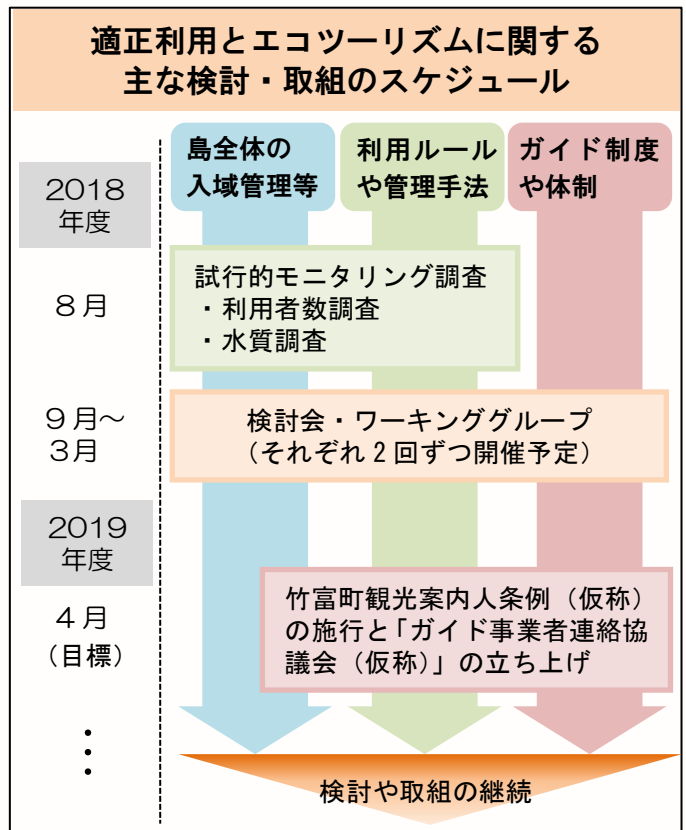 適正利用とエコツーリズムに関する
主な検討・取組のスケジュール
島全体の
入域管理等
利用ルール
や管理手法
ガイド制度
や体制
2018
年度
8月
試行的モニタリング調査
・利用者数調査
・水質調査
9月~
3月
検討会・ワーキンググループ
(それぞれ2回ずつ開催予定)
2019
年度
4月
(目標)
竹富町観光案内人条例(仮称)
の施行と「ガイド事業者連絡協
議会(仮称)」の立ち上げ
・・・
検討や取組の継続